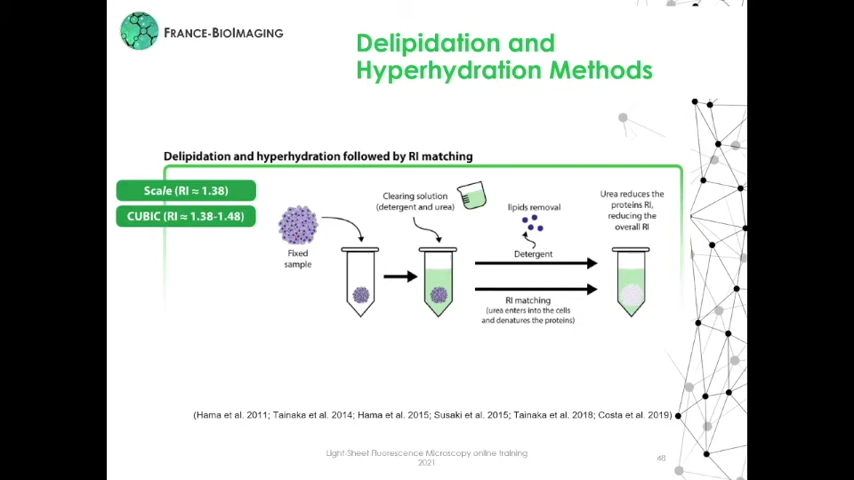 FRANCE-BIOIMAGING
Delipidation and
Hyperhydration Methods
Delipidation and hyperhydration followed by RI matching
Scale (RI ≈ 1.38)
CUBIC (RI ≈ 1.38-1.48)
Fixed
sample
Clearing solution
(detergent and urea)
lipids removal
Detergent
RI matching
(urea enters into the cells
and denatures the proteins)
Urea reduces the
proteins RI,
reducing the
overall RI
(Hama et al. 2011; Tainaka et al. 2014; Hama et al. 2015; Susaki et al. 2015; Tainaka et al. 2018; Costa et al. 2019)
Light-Sheet Fluorescence Microscopy online training
2021
48